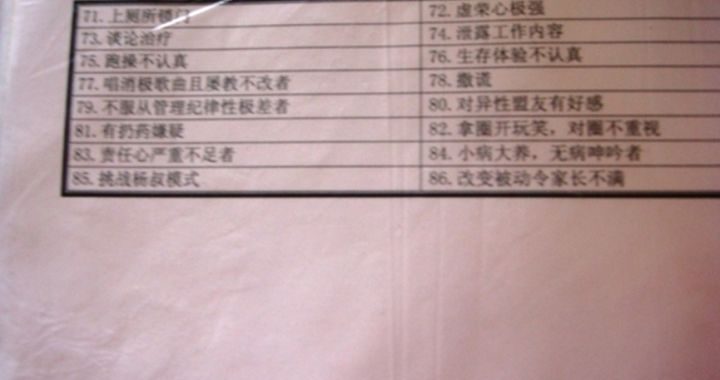 71. 上厕所锁门
72. 虚荣心极强
73. 谈论治疗
74. 泄露工作内容
75. 跑操不认真
76. 生存体验不认真
77. 唱消极歌曲且屡教不改者
78. 撒谎
79. 不服从管理纪律性极差者
80. 对异性盟友有好感
81. 有扔药嫌疑
82. 拿圈开玩笑，对圈不重视
83. 责任心严重不足者
84. 小病大养，无病呻吟者
85. 挑战杨叔模式
86. 改变被动令家长不满